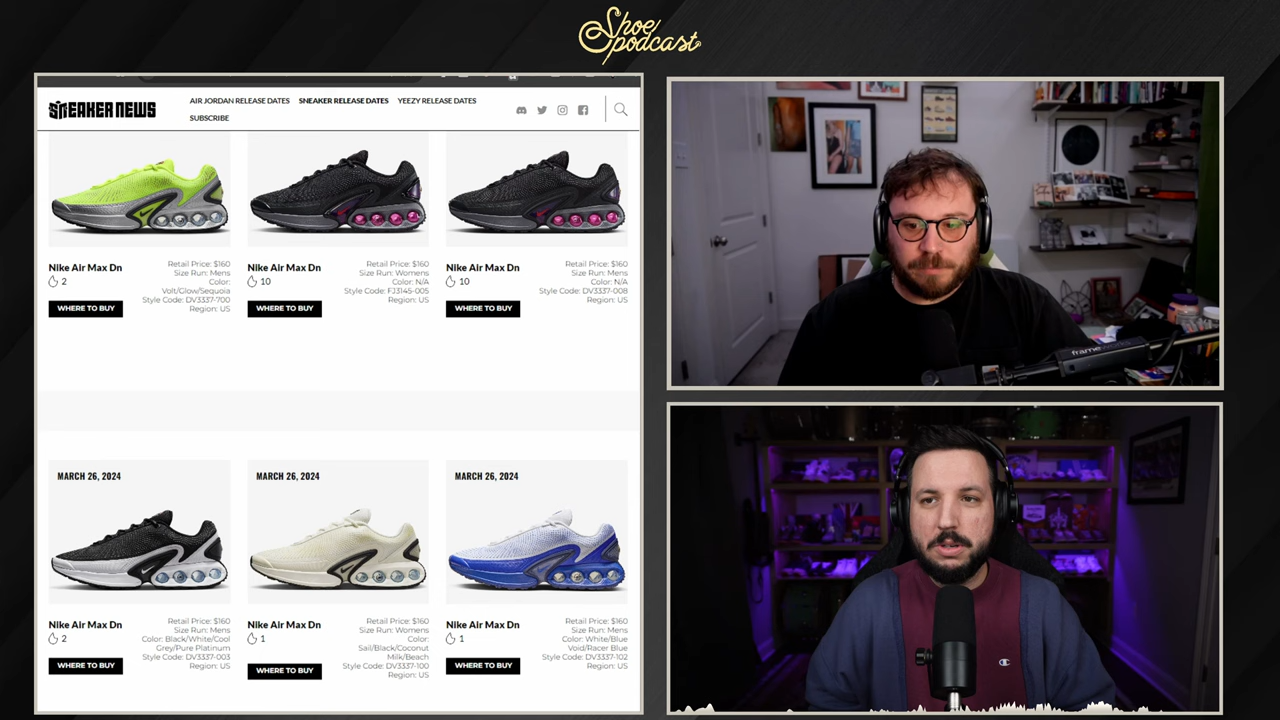 Shoe
podcast
SNEAKER NEWS
AIR JORDAN RELEASE DATES
SNEAKER RELEASE DATES
YEEZY RELEASE DATES
SUBSCRIBE
Nike Air Max Dn
2
WHERE TO BUY
Retail Price: $160
Size Run: Mens
Color:
Volt/Glow/Sequoia
Style Code: DV3337-700
Region: US
Nike Air Max Dn
10
WHERE TO BUY
Retail Price: $160
Size Run: Womens
Color: N/A
Style Code: FJ3145-005
Region: US
Nike Air Max Dn
10
WHERE TO BUY
Retail Price: $160
Size Run: Mens
Color: N/A
Style Code: DV3337-008
Region: US
MARCH 26, 2024
Nike Air Max Dn
2
WHERE TO BUY
Retail Price: $160
Size Run: Mens
Color: Black/White/Cool
Grey/Pure Platinum
Style Code: DV3337-003
Region: US
MARCH 26, 2024
Nike Air Max Dn
1
WHERE TO BUY
Retail Price: $160
Size Run: Womens
Color:
Sail/Black/Coconut
Milk/Beach
Style Code: DV3337-100
Region: US
MARCH 26, 2024
Nike Air Max Dn
1
WHERE TO BUY
Retail Price: $160
Size Run: Mens
Color: White/Blue
Void/Racer Blue
Style Code: DV3337-102
Region: US
framework